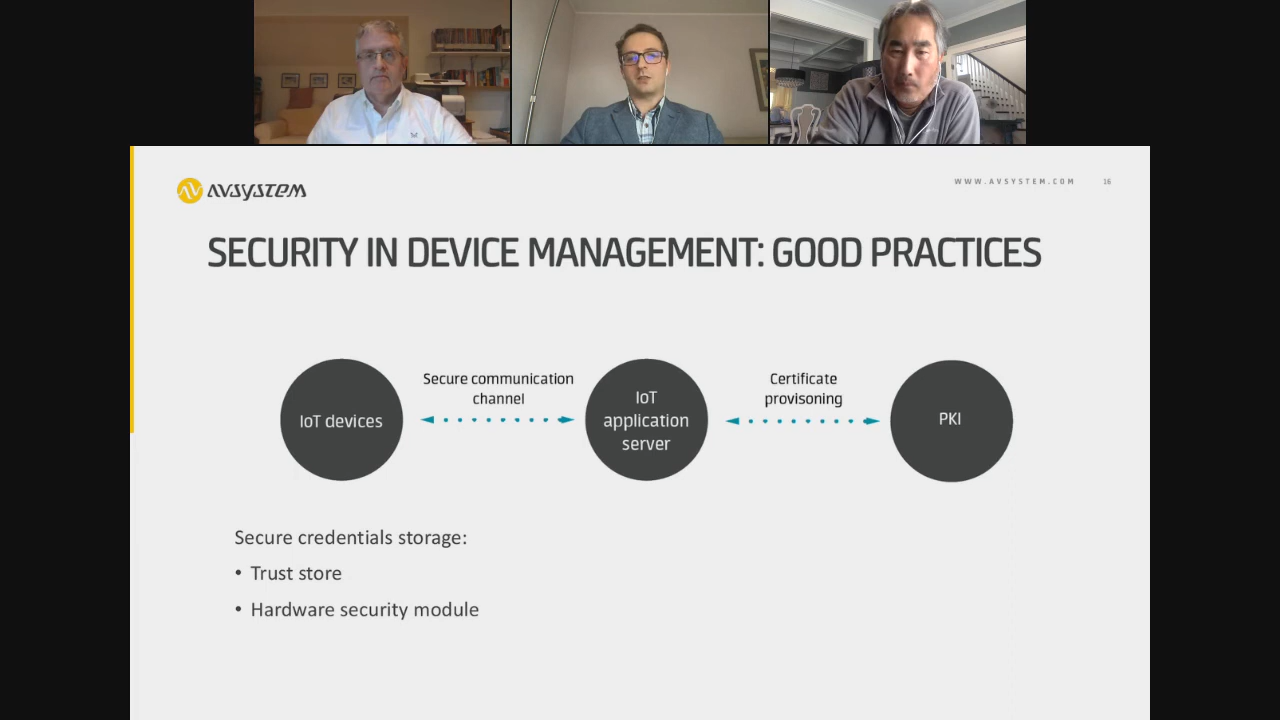 AVSYSTEM
WWW.AVSYSTEM.COM 16
SECURITY IN DEVICE MANAGEMENT: GOOD PRACTICES
IoT devices
Secure communication
channel
IoT
application
server
Certificate
provisoning
PKI
Secure credentials storage:
• Trust store
• Hardware security module